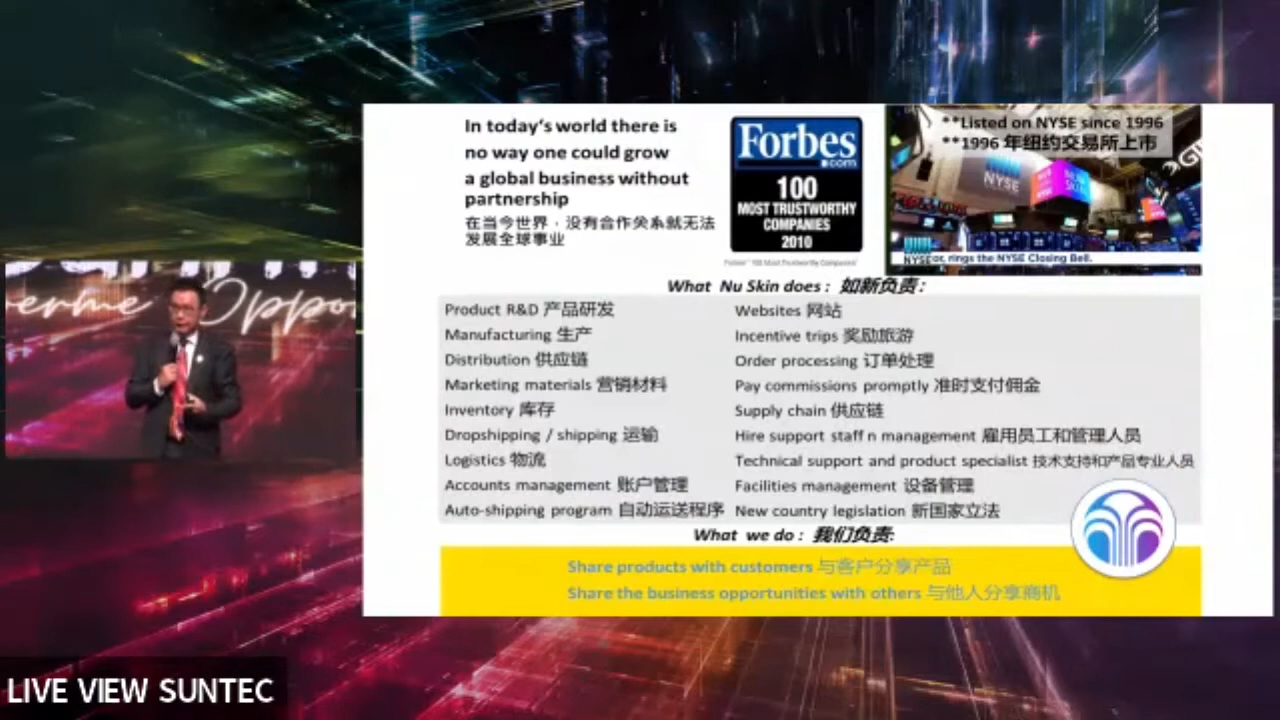 In today's world there is
no way one could grow
a global business without
partnership
在当今世界，没有合作关系就无法
发展全球事业
Forbes
.com
100
MOST TRUSTWORTHY
COMPANIES
2010
Forbes "100 Most Trustworthy Companies"
**Listed on NYSE since 1996
**1996 年纽约交易所上市
NYSE
NU
SKIN
NYSE
or, rings the NYSE Closing Bell.
What Nu Skin does : 如新负责：
Product R&D 产品研发
Manufacturing 生产
Distribution 供应链
Marketing materials 营销材料
Inventory 库存
Dropshipping / shipping 运输
Logistics 物流
Accounts management 账户管理
Auto-shipping program 自动运送程序
Websites 网站
Incentive trips 奖励旅游
Order processing 订单处理
Pay commissions promptly 准时支付佣金
Supply chain 供应链
Hire support staff n management 雇用员工和管理人员
Technical support and product specialist 技术支持和产品专业人员
Facilities management 设备管理
New country legislation 新国家立法
What we do : 我们负责:
Share products with customers 与客户分享产品
Share the business opportunities with others 与他人分享商机
Oppo
LIVE VIEW SUNTEC